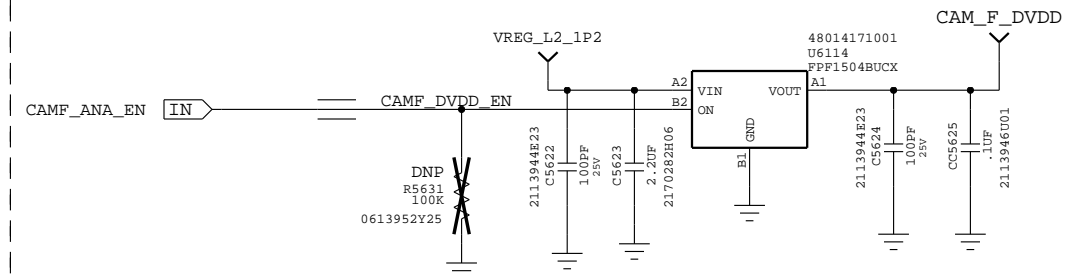 CAM_F_DVDD
VREG_L2_1P2
48014171001
U6114
FPF1504BUCX
A2
VIN
VOUT
A1
CAMF_ANA_EN
IN
CAMF_DVDD_EN
B2
ON
GND
B1
DNP
R5631
100K
0613952Y25
2113944E23
C5622
100PF
25V
C5623
2.2UF
2170282H06
2113944E23
C5624
100PF
25V
CC5625
.1UF
2113946U01